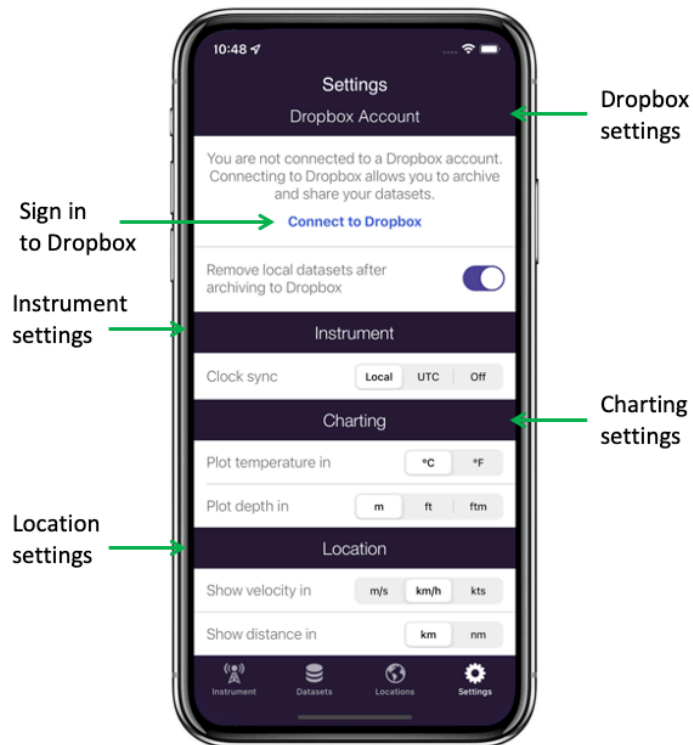 10:48
Settings
Dropbox Account
Dropbox
settings
You are not connected to a Dropbox account.
Connecting to Dropbox allows you to archive
and share your datasets.
Sign in
to Dropbox
Connect to Dropbox
Remove local datasets after
archiving to Dropbox
Instrument
settings
Instrument
Clock sync Local UTC Off
Charting
Charting
settings
Plot temperature in °C °F
Plot depth in m ft ftm
Location
settings
Location
Show velocity in m/s km/h kts
Show distance in km nm
Instrument Datasets Locations Settings